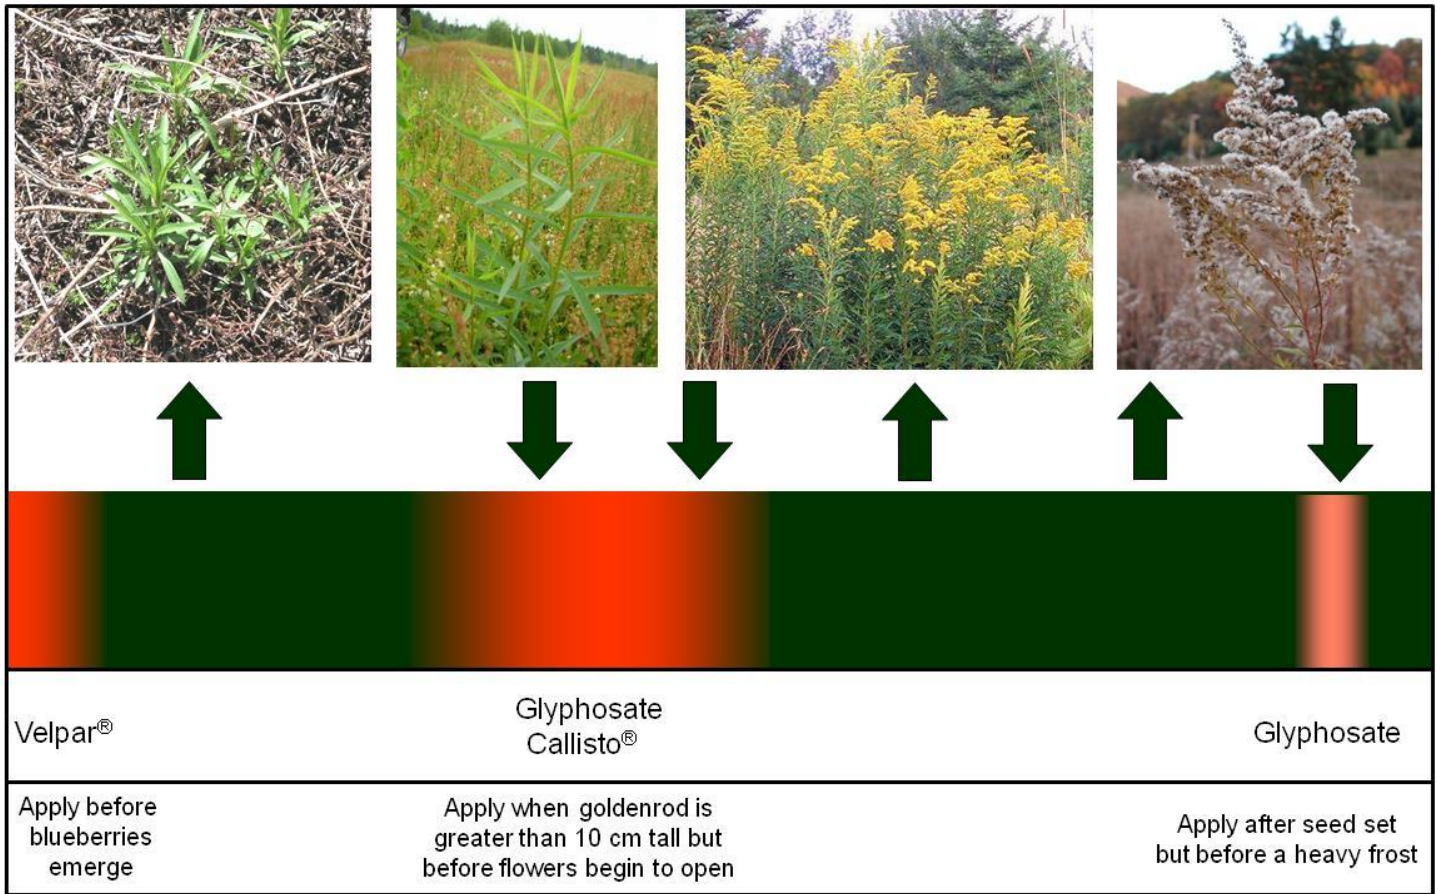 Velpar®
Glyphosate
Callisto®
Glyphosate
Apply before
blueberries
emerge
Apply when goldenrod is
greater than 10 cm tall but
before flowers begin to open
Apply after seed set
but before a heavy frost